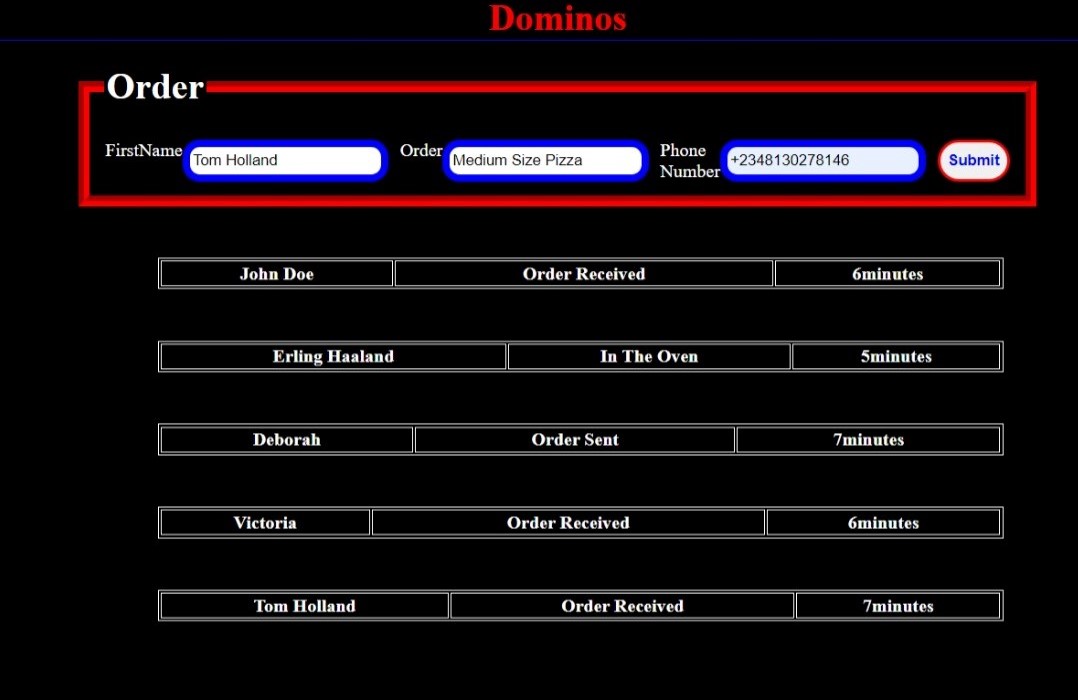 Dominos
Order
FirstName Tom Holland Order Medium Size Pizza Phone Number +2348130278146 Submit
John Doe Order Received 6minutes
Erling Haaland In The Oven 5minutes
Deborah Order Sent 7minutes
Victoria Order Received 6minutes
Tom Holland Order Received 7minutes